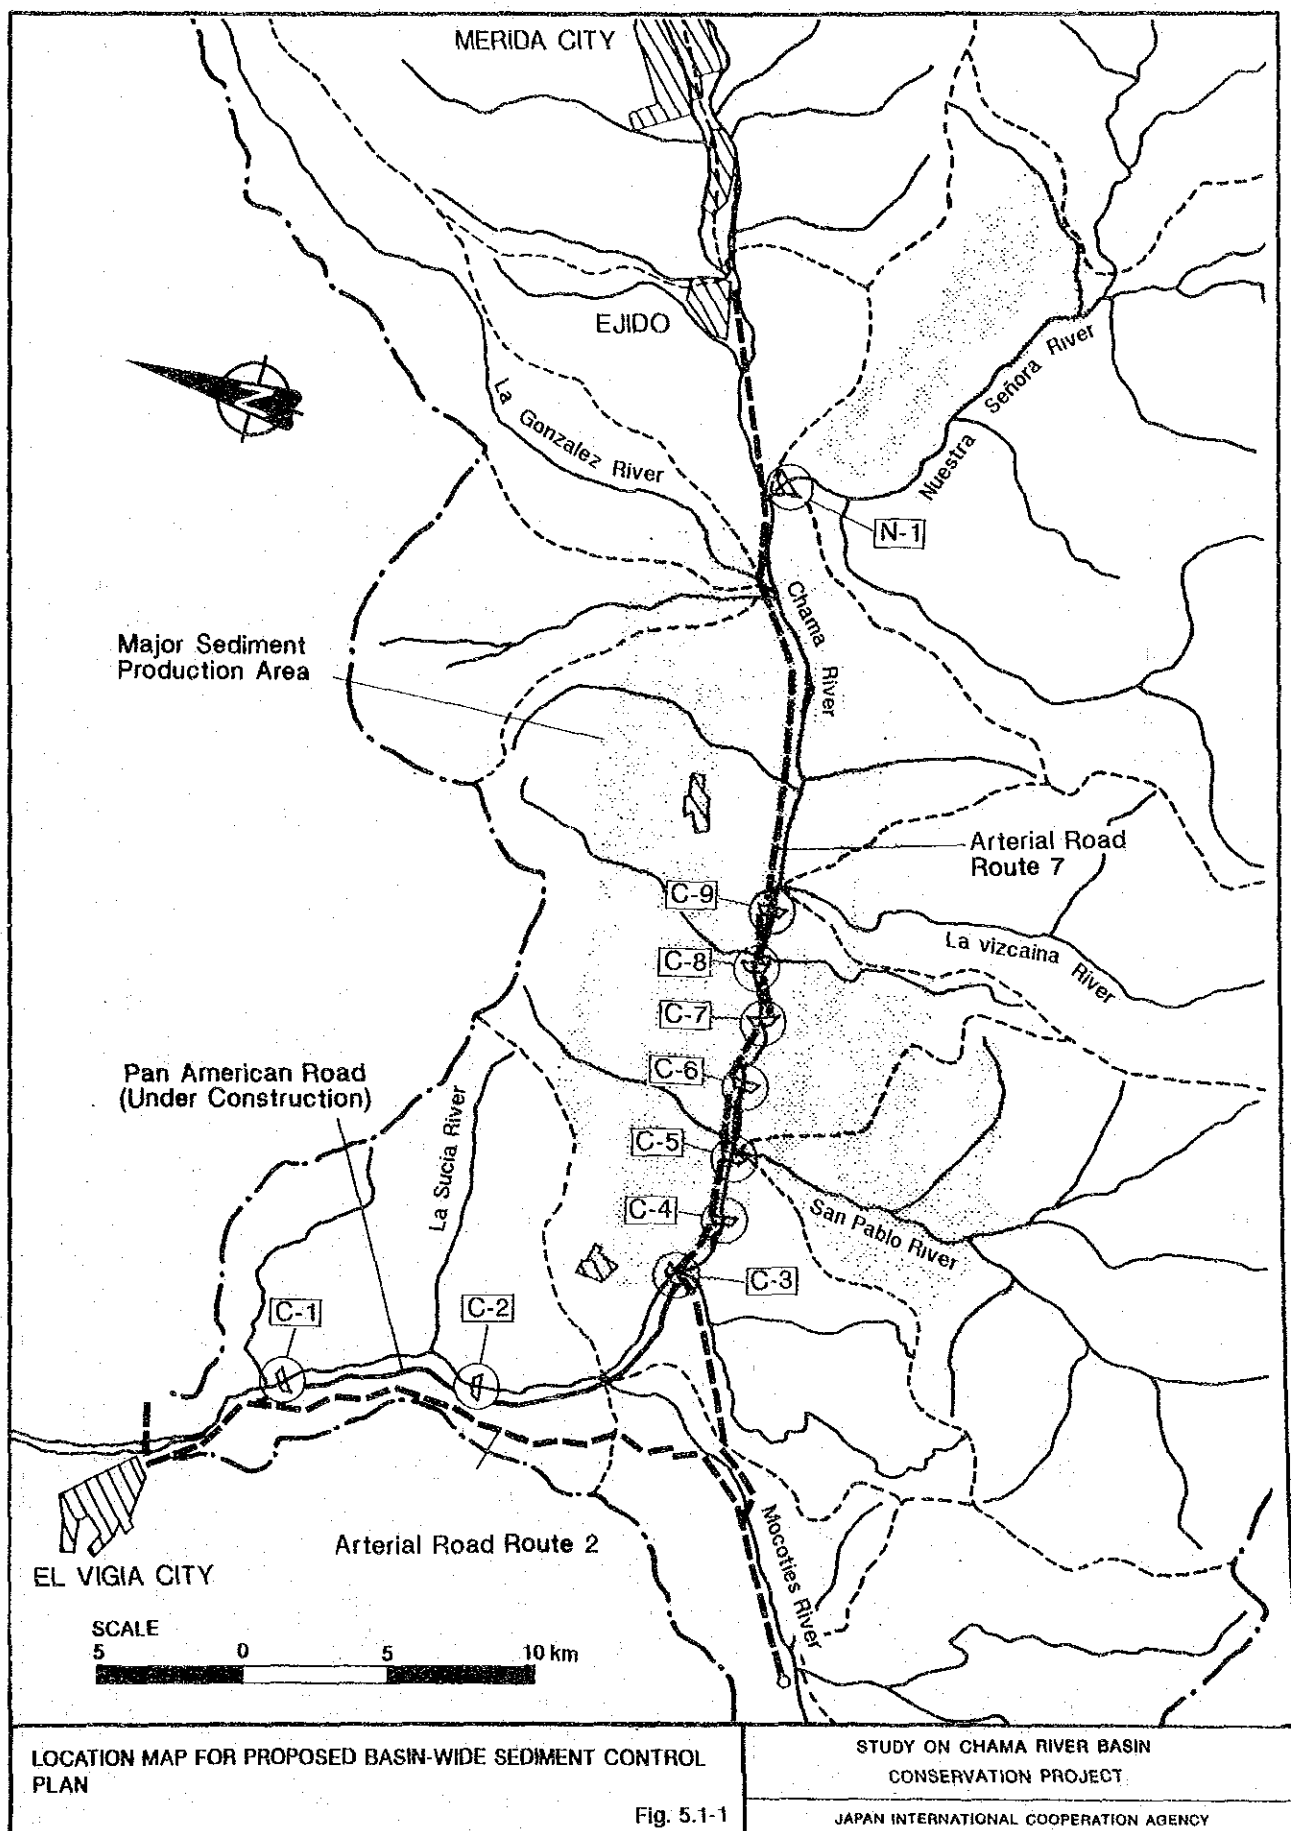 MERIDA CITY
EJIDO
La Gonzalez River
Nuestra Señora River
N-1
Chama River
Major Sediment
Production Area
Arterial Road
Route 7
C-9
La vizcaina River
C-8
C-7
C-6
Pan American Road
(Under Construction)
La Sucia River
C-5
C-4
San Pablo River
C-3
C-1
C-2
Arterial Road Route 2
Mocoties River
EL VIGIA CITY
SCALE
5 0 5 10 km
LOCATION MAP FOR PROPOSED BASIN-WIDE SEDIMENT CONTROL
PLAN
Fig. 5.1-1
STUDY ON CHAMA RIVER BASIN
CONSERVATION PROJECT
JAPAN INTERNATIONAL COOPERATION AGENCY